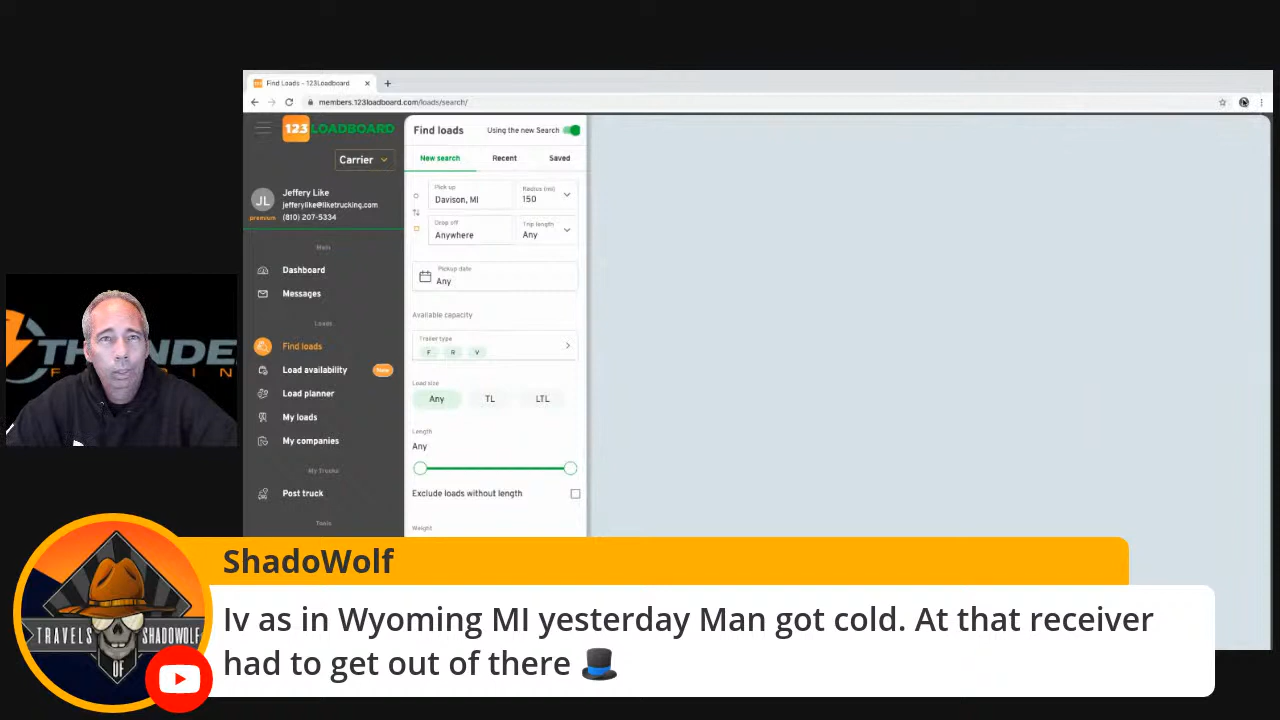 Find Loads - 123Loadboard
members.123loadboard.com/loads/search/
123 LOADBOARD
Carrier
JL
premium
Jeffery Like
jefferylike@liketrucking.com
(810) 207-5334
Main
Dashboard
Messages
Loads
Find loads
Load availability New
Load planner
My loads
My companies
My Trucks
Post truck
Tools
Find loads
Using the new Search
New search Recent Saved
Pick up
Davison, MI
Radius (mi)
150
Drop off
Anywhere
Trip length
Any
Pickup date
Any
Available capacity
Trailer type
F R V
Load size
Any TL LTL
Length
Any
Exclude loads without length
Weight
THUNDE
F
IN
ShadoWolf
Iv as in Wyoming MI yesterday Man got cold. At that receiver
had to get out of there
TRAVELS SHADOWOLF
OF